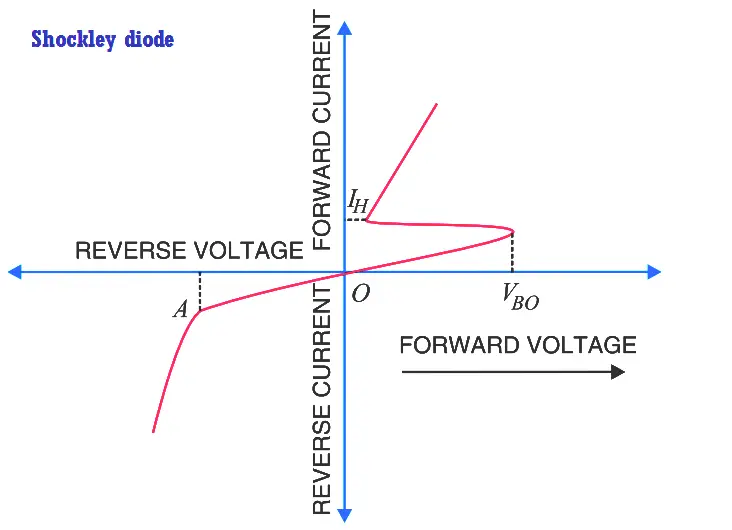 Shockley diode
FORWARD CURRENT
I_H
REVERSE VOLTAGE
A
O
V_BO
REVERSE CURRENT
FORWARD VOLTAGE